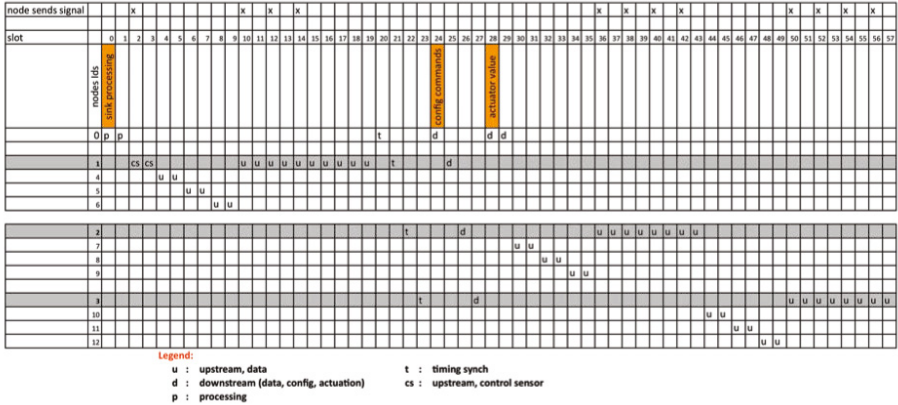 node sends signal x x x x x x x x x x x x
slot 0 1 2 3 4 5 6 7 8 9 10 11 12 13 14 15 16 17 18 19 20 21 22 23 24 25 26 27 28 29 30 31 32 33 34 35 36 37 38 39 40 41 42 43 44 45 46 47 48 49 50 51 52 53 54 55 56 57
nodes Ids
sink processing
config commands
actuator value
0 p p t d d d
1 cs cs u u u u u u u u u u t d
4 u u
5 u u
6 u u
2 t d u u u u u u u u
7 u u
8 u u
9 u u
3 t d u u u u u u u u
10 u u
11 u u
12 u u
Legend:
u : upstream, data
d : downstream (data, config, actuation)
p : processing
t : timing synch
cs : upstream, control sensor